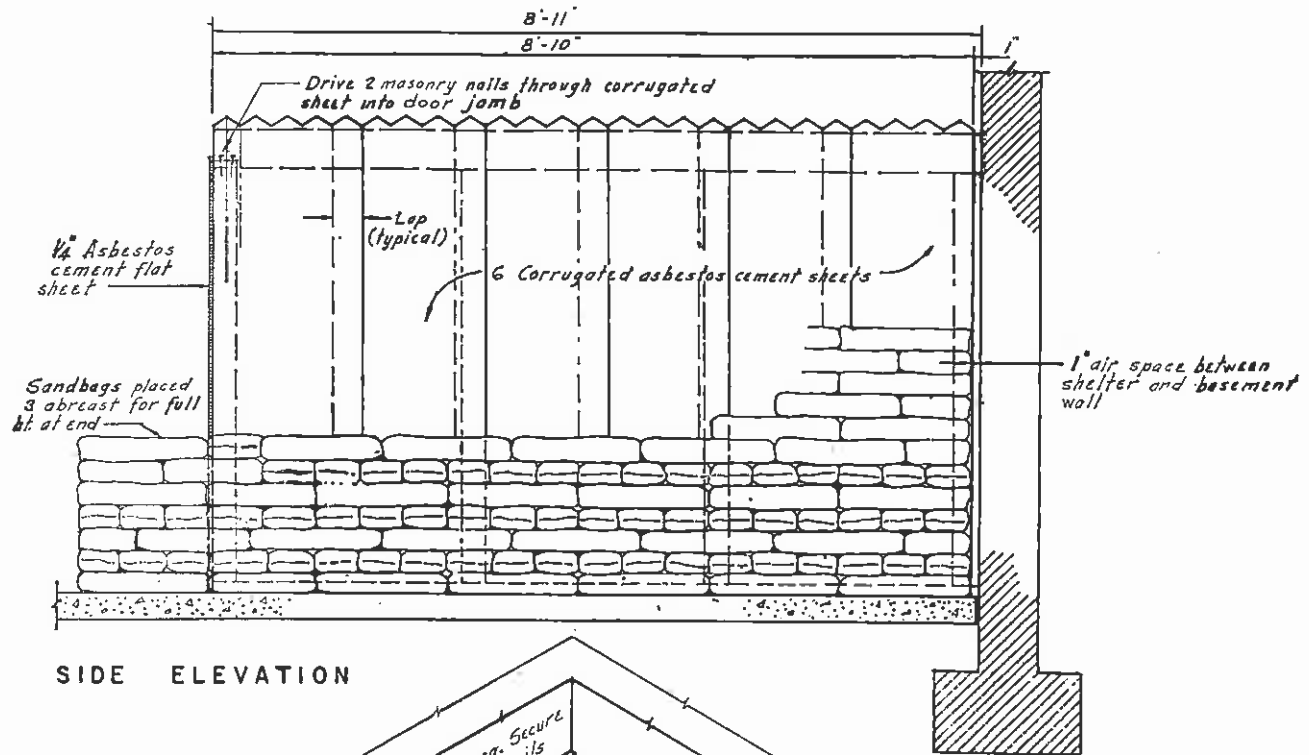 8'-11"
8'-10"
1"
Drive 2 masonry nails through corrugated
sheet into door jamb
Lap
(typical)
1/4" Asbestos
cement flat
sheet
6 Corrugated asbestos cement sheets
1" air space between
shelter and basement
wall
Sandbags placed
3 abreast for full
ht. at end
SIDE ELEVATION
Secure